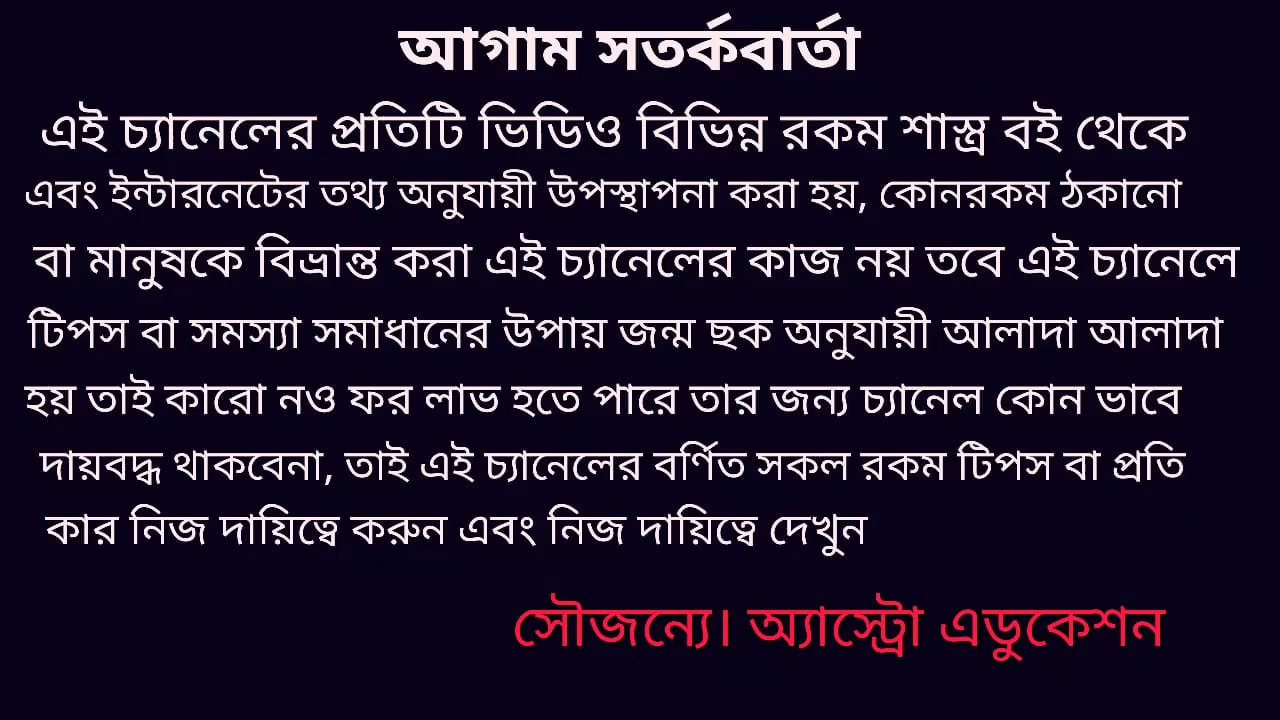 আগাম সতর্কবার্তা
এই চ্যানেলের প্রতিটি ভিডিও বিভিন্ন রকম শাস্ত্র বই থেকে
এবং ইন্টারনেটের তথ্য অনুযায়ী উপস্থাপনা করা হয়, কোনরকম ঠকানো
বা মানুষকে বিভ্রান্ত করা এই চ্যানেলের কাজ নয় তবে এই চ্যানেলে
টিপস বা সমস্যা সমাধানের উপায় জন্ম ছক অনুযায়ী আলাদা আলাদা
হয় তাই কারো নও ফর লাভ হতে পারে তার জন্য চ্যানেল কোন ভাবে
দায়বদ্ধ থাকবেনা, তাই এই চ্যানেলের বর্ণিত সকল রকম টিপস বা প্রতি
কার নিজ দায়িত্বে করুন এবং নিজ দায়িত্বে দেখুন
সৌজন্যে। অ্যাস্ট্রো এডুকেশন